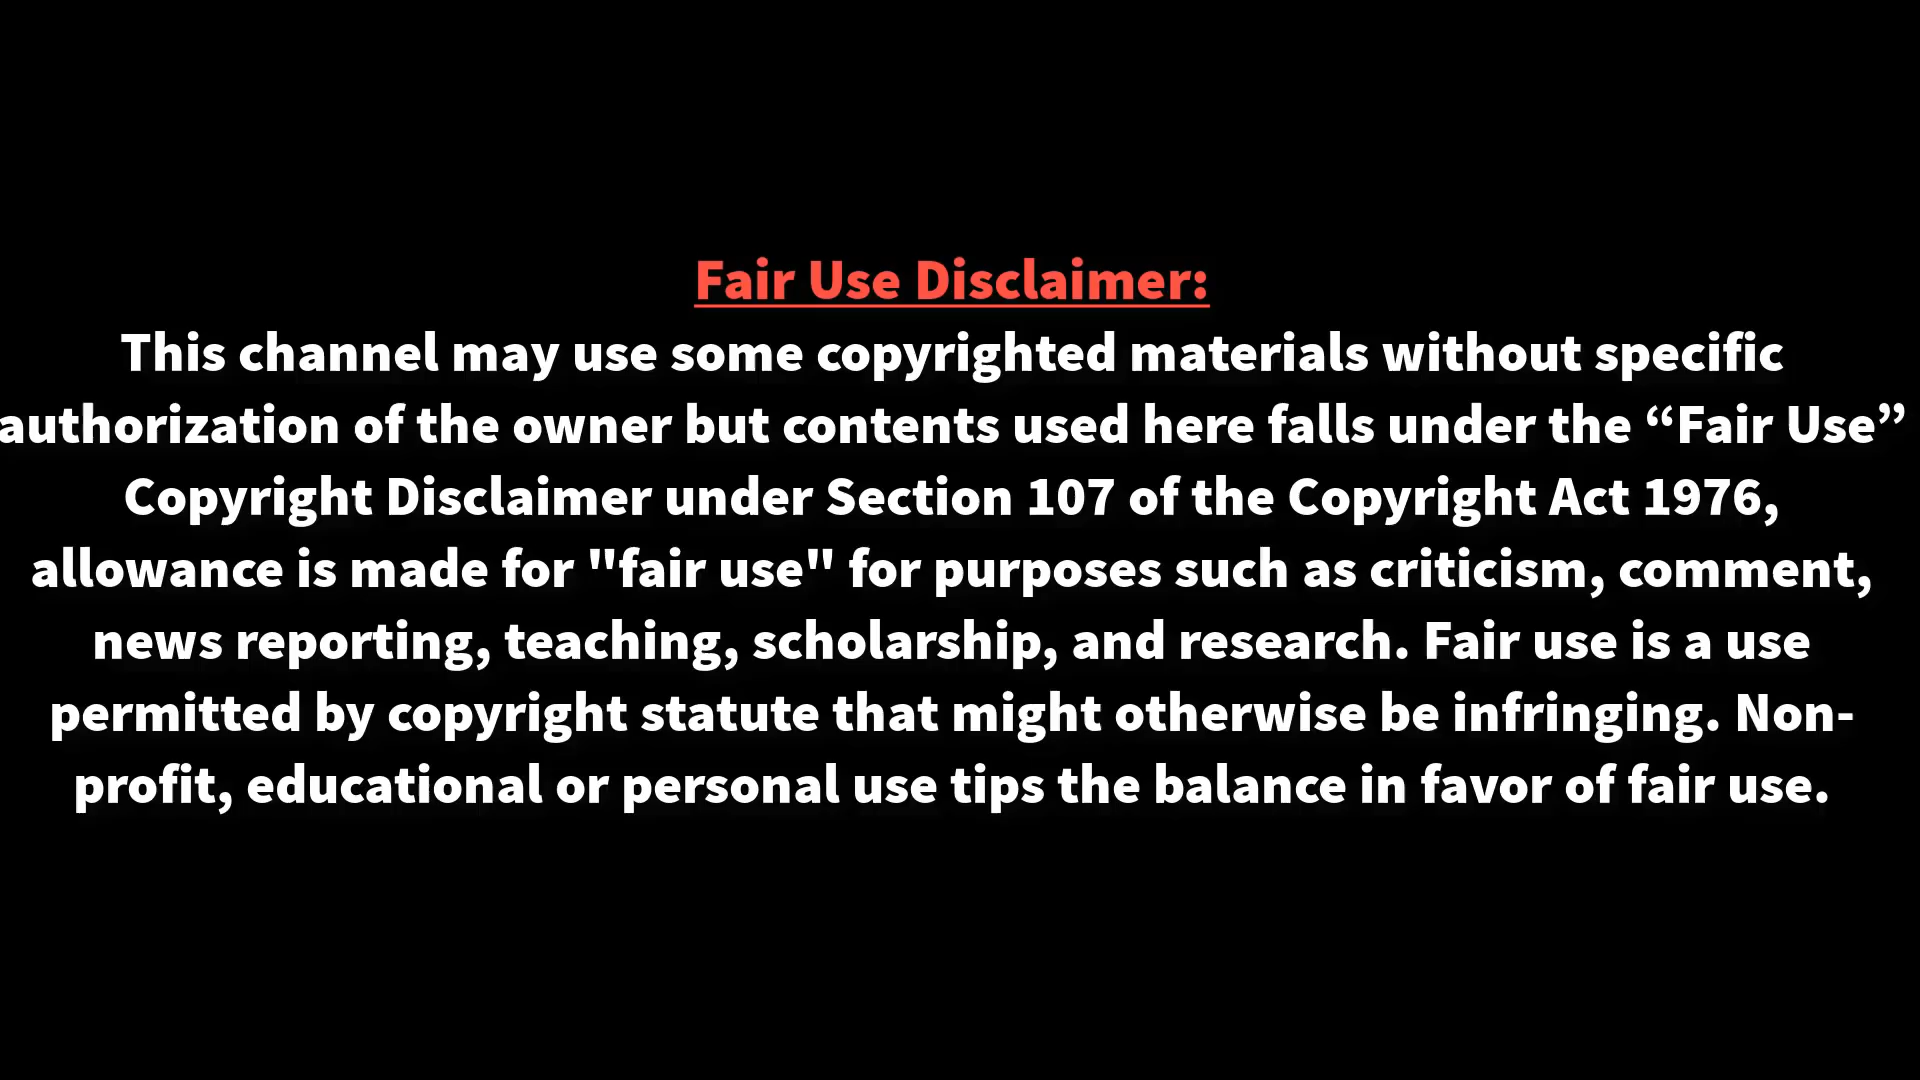 Fair Use Disclaimer:
This channel may use some copyrighted materials without specific
authorization of the owner but contents used here falls under the “Fair Use”
Copyright Disclaimer under Section 107 of the Copyright Act 1976,
allowance is made for "fair use" for purposes such as criticism, comment,
news reporting, teaching, scholarship, and research. Fair use is a use
permitted by copyright statute that might otherwise be infringing. Non-
profit, educational or personal use tips the balance in favor of fair use.